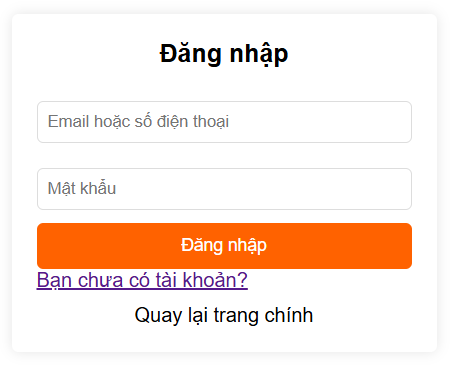 Đăng nhập
Email hoặc số điện thoại
Mật khẩu
Đăng nhập
Bạn chưa có tài khoản?
Quay lại trang chính